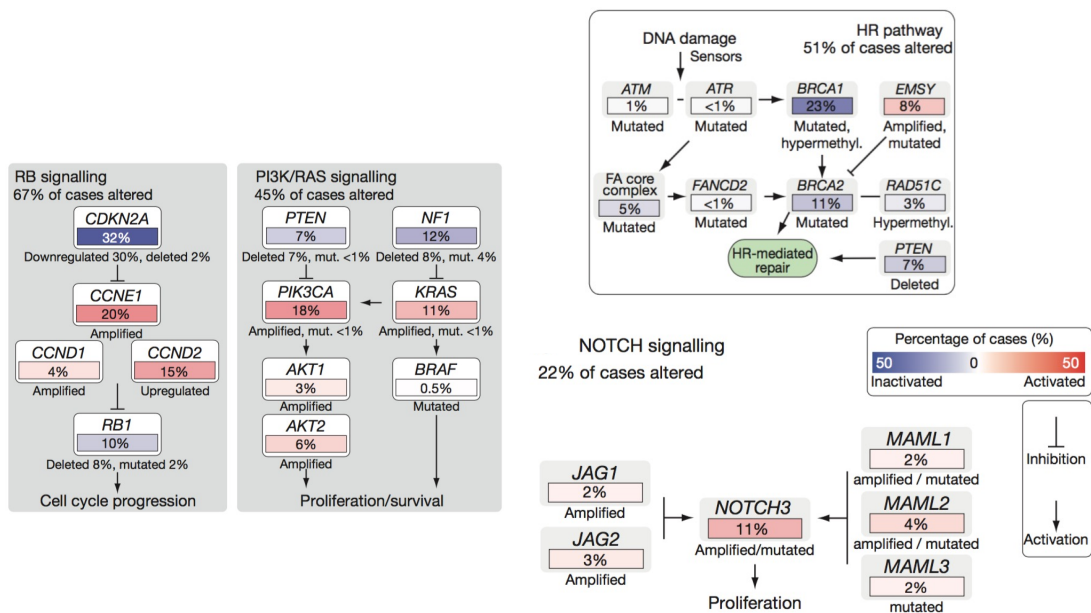 RB signalling
67% of cases altered
CDKN2A
32%
Downregulated 30%, deleted 2%
CCNE1
20%
Amplified
CCND1
4%
Amplified
CCND2
15%
Upregulated
RB1
10%
Deleted 8%, mutated 2%
Cell cycle progression
PI3K/RAS signalling
45% of cases altered
PTEN
7%
Deleted 7%, mut. <1%
NF1
12%
Deleted 8%, mut. 4%
PIK3CA
18%
Amplified, mut. <1%
KRAS
11%
Amplified, mut. <1%
AKT1
3%
Amplified
BRAF
0.5%
Mutated
AKT2
6%
Amplified
Proliferation/survival
HR pathway
51% of cases altered
DNA damage
Sensors
ATM
1%
Mutated
ATR
<1%
Mutated
BRCA1
23%
Mutated,
hypermethyl.
EMSY
8%
Amplified,
mutated
FA core
complex
5%
Mutated
FANCD2
<1%
Mutated
BRCA2
11%
Mutated
RAD51C
3%
Hypermethyl.
HR-mediated
repair
PTEN
7%
Deleted
NOTCH signalling
22% of cases altered
Percentage of cases (%)
50 0 50
Inactivated Activated
Inhibition
Activation
JAG1
2%
Amplified
JAG2
3%
Amplified
NOTCH3
11%
Amplified/mutated
Proliferation
MAML1
2%
amplified / mutated
MAML2
4%
amplified / mutated
MAML3
2%
mutated